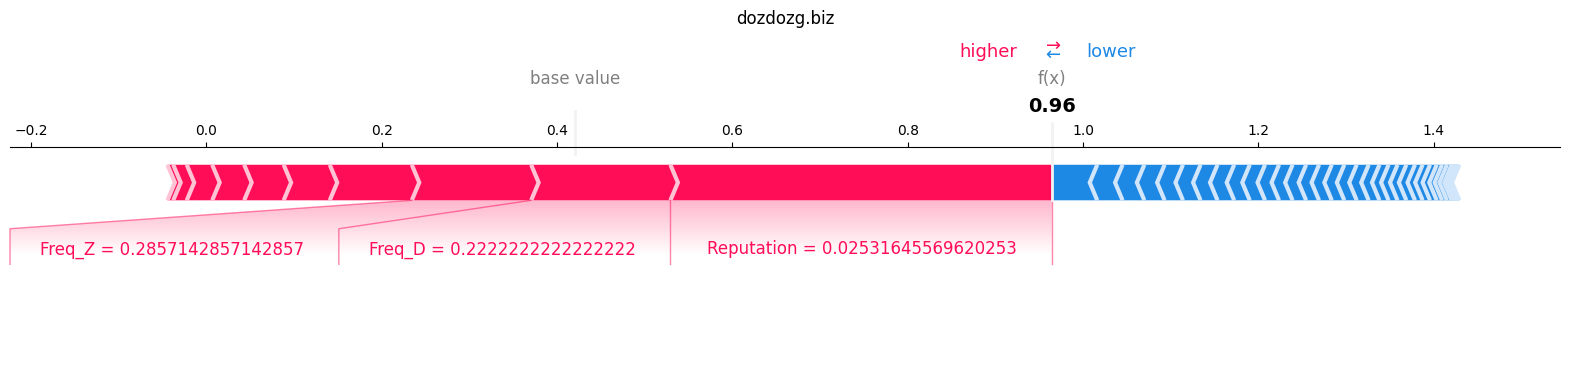 dozdozg.biz
higher ⇄ lower
base value f(x)
0.96
−0.2 0.0 0.2 0.4 0.6 0.8 1.0 1.2 1.4
Freq_Z = 0.2857142857142857 Freq_D = 0.2222222222222222 Reputation = 0.02531645569620253